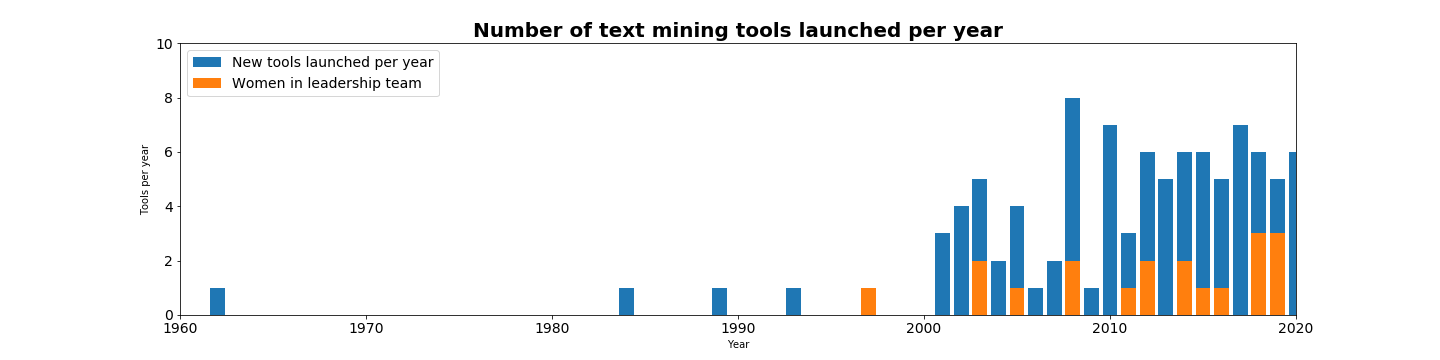 Number of text mining tools launched per year
10
8
6
4
2
0
Tools per year
New tools launched per year
Women in leadership team
1960 1970 1980 1990 2000 2010 2020
Year